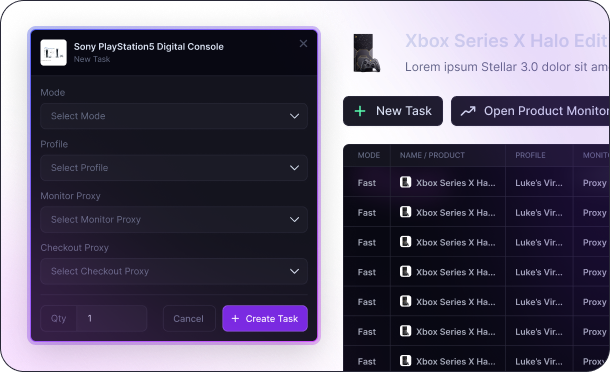 Sony PlayStation5 Digital Console
New Task
Mode
Select Mode
Profile
Select Profile
Monitor Proxy
Select Monitor Proxy
Checkout Proxy
Select Checkout Proxy
Qty 1 Cancel + Create Task
Xbox Series X Halo Edit
Lorem ipsum Stellar 3.0 dolor sit am
+ New Task Open Product Monitor
MODE NAME / PRODUCT PROFILE MONIT
Fast Xbox Series X Ha... Luke's Vir... Proxy
Fast Xbox Series X Ha... Luke's Vir... Proxy
Fast Xbox Series X Ha... Luke's Vir... Proxy
Fast Xbox Series X Ha... Luke's Vir... Proxy
Fast Xbox Series X Ha... Luke's Vir... Proxy
Fast Xbox Series X Ha... Luke's Vir... Proxy
Fast Xbox Series X Ha... Luke's Vir... Proxy